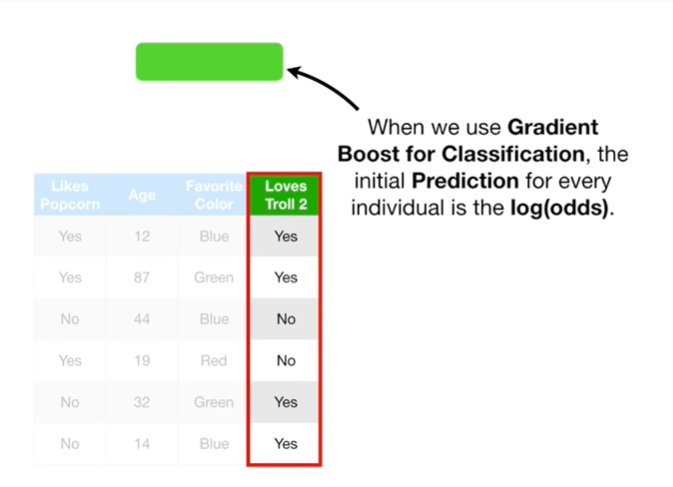 When we use Gradient
Boost for Classification, the
initial Prediction for every
individual is the log(odds).
Likes Popcorn Age Favorite Color Loves Troll 2
Yes 12 Blue Yes
Yes 87 Green Yes
No 44 Blue No
Yes 19 Red No
No 32 Green Yes
No 14 Blue Yes